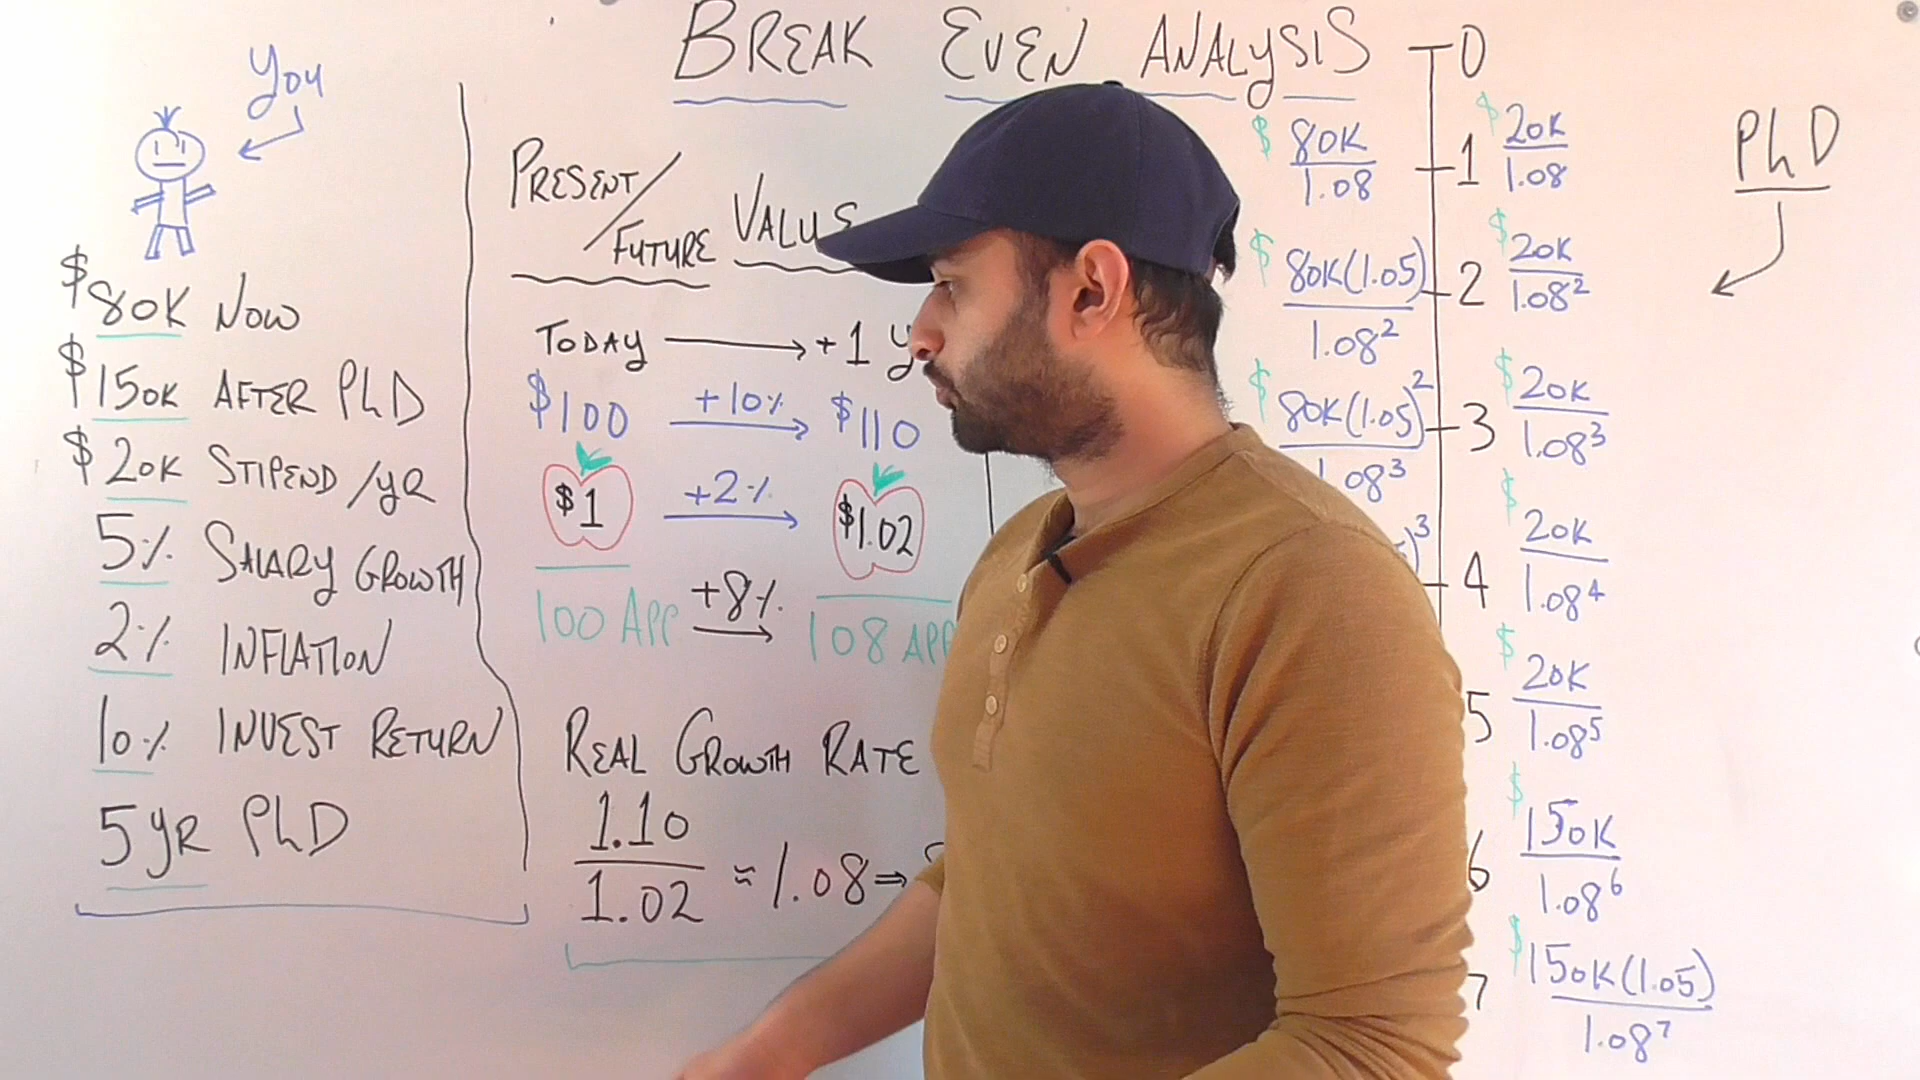 BREAK EVEN ANALYSIS
You
$80K NOW
$150K AFTER PhD
$20K STIPEND /YR
5% SALARY GROWTH
2% INFLATION
10% INVEST RETURN
5 YR PhD
PRESENT/
FUTURE VALUE
TODAY → +1 Y
$100 +10% $110
$1 +2% $1.02
100 APP +8% 108 APP
REAL GROWTH RATE
1.10
1.02 ≈ 1.08 ⇒
0
$ 80K
1.08
1
$ 20K
1.08
$ 80K(1.05)
1.08²
2
$ 20K
1.08²
$ 80K(1.05)²
1.08³
3
$ 20K
1.08³
)³
4
$ 20K
1.08⁴
5
$ 20K
1.08⁵
6
$ 150K
1.08⁶
7
$ 150K(1.05)
1.08⁷
PhD